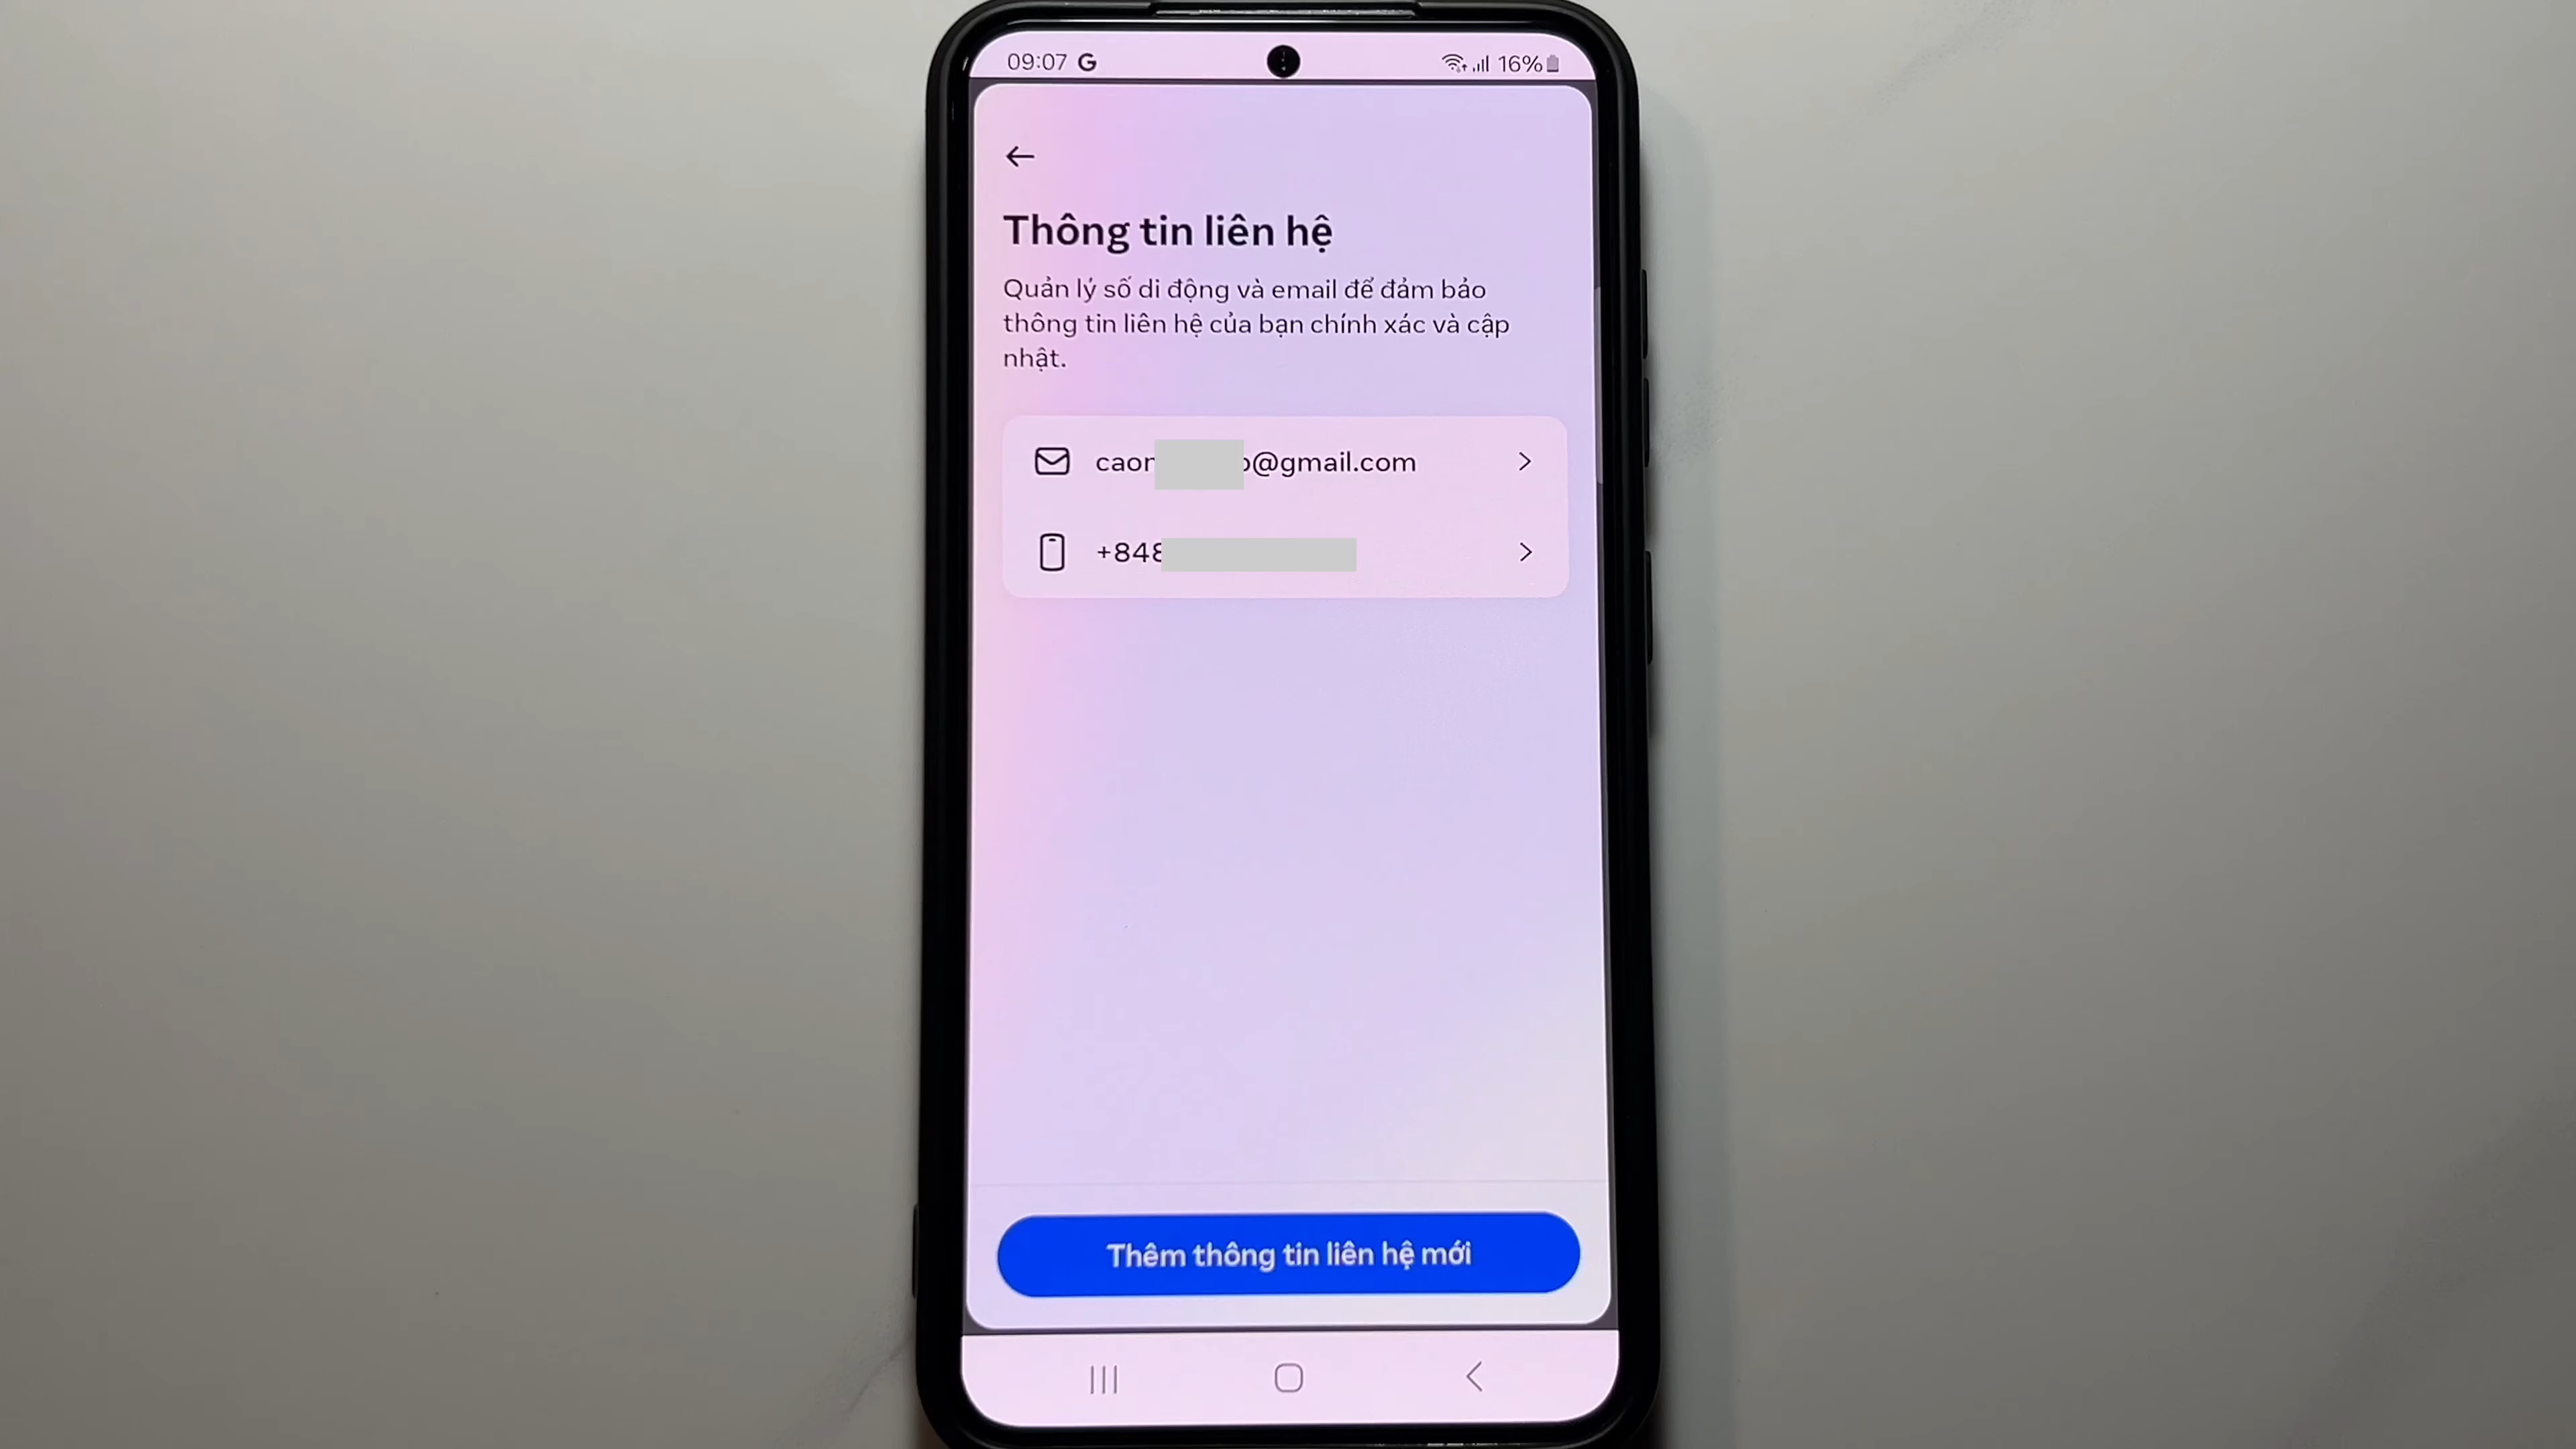 09:07 G
16%
Thông tin liên hệ
Quản lý số di động và email để đảm bảo
thông tin liên hệ của bạn chính xác và cập
nhật.
@gmail.com
+848
Thêm thông tin liên hệ mới